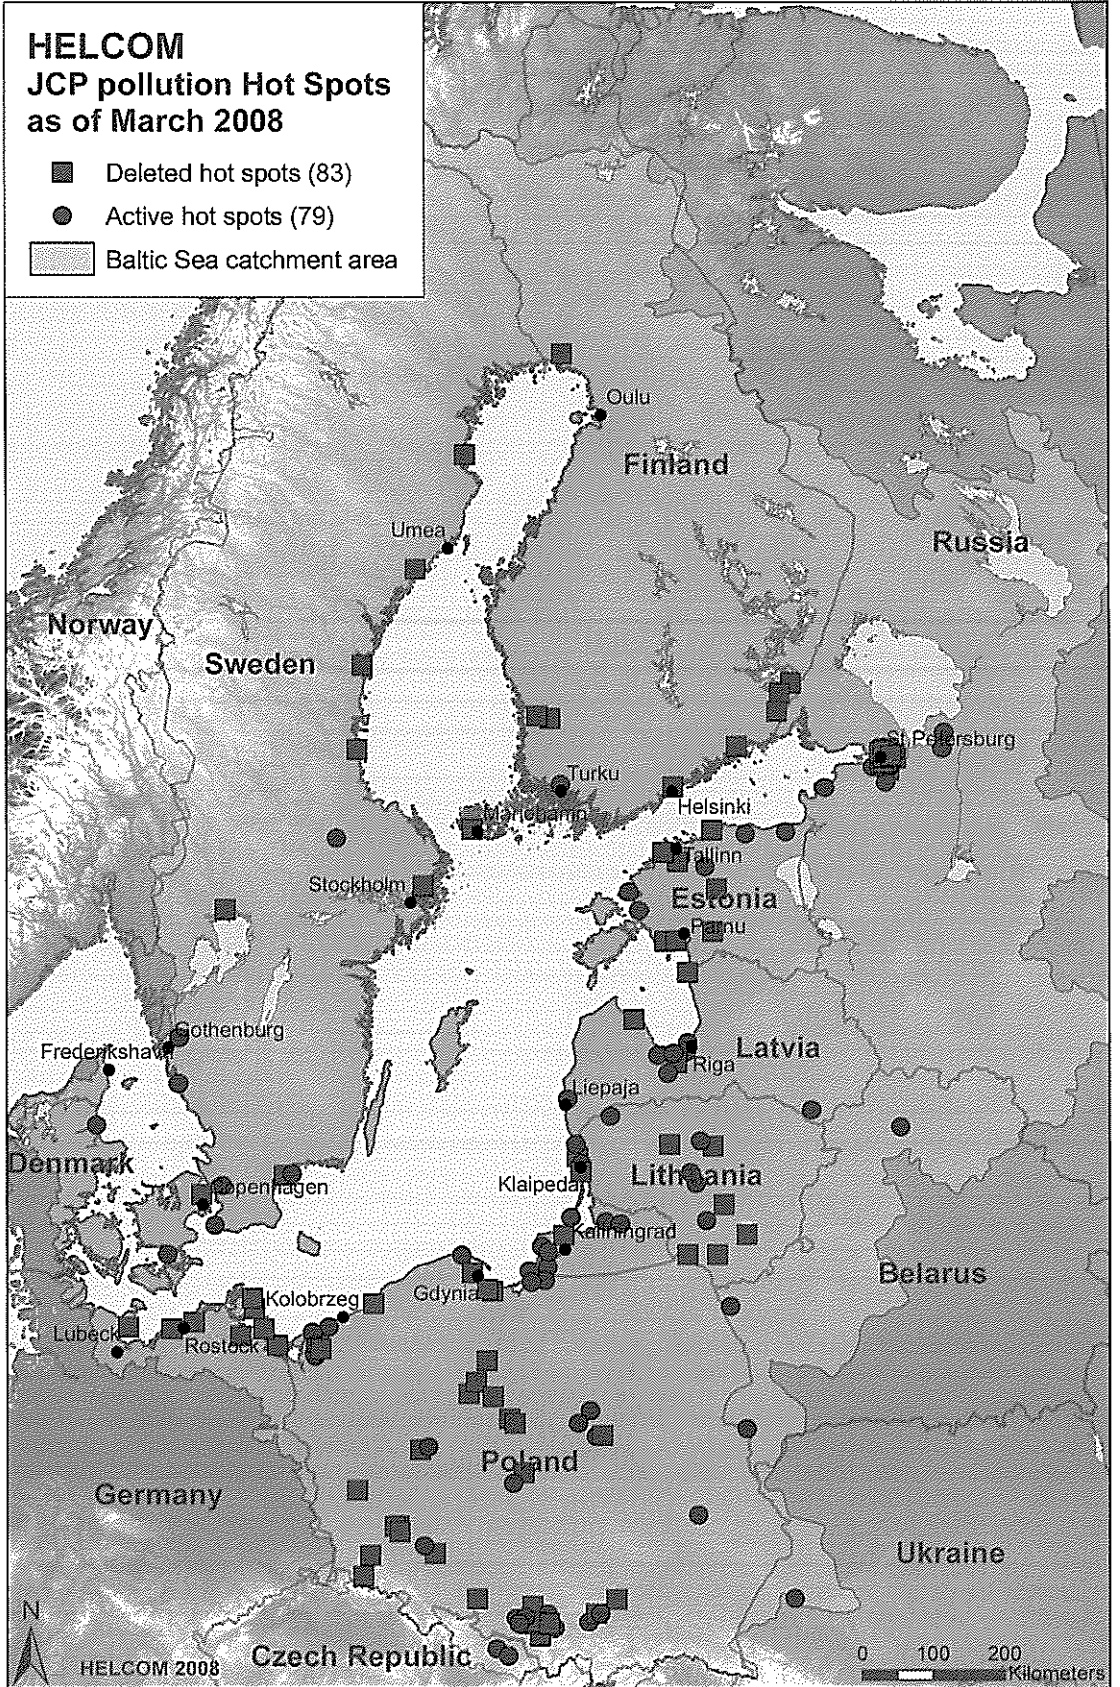 HELCOM
JCP pollution Hot Spots
as of March 2008
Deleted hot spots (83)
Active hot spots (79)
Baltic Sea catchment area
Oulu
Finland
Umea
Russia
Norway
Sweden
St Petersburg
Turku
Helsinki
Mariehamn
Tallinn
Stockholm
Estonia
Parnu
Gothenburg
Frederikshavn
Latvia
Riga
Liepaja
Denmark
Lithuania
Klaipeda
Copenhagen
Kaliningrad
Belarus
Gdynia
Kolobrzeg
Lubeck
Rostock
Poland
Germany
Ukraine
N
Czech Republic
HELCOM 2008
0 100 200
Kilometers